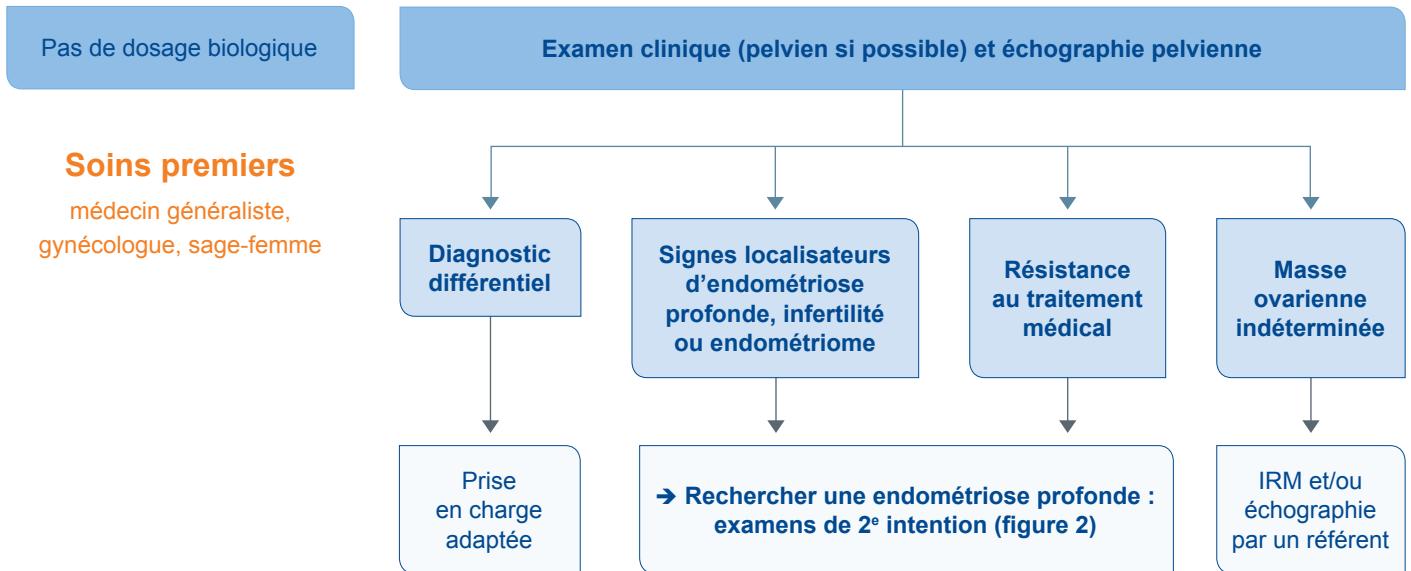 Pas de dosage biologique
Examen clinique (pelvien si possible) et échographie pelvienne
Soins premiers
médecin généraliste,
gynécologue, sage-femme
Diagnostic
différentiel
Signes localisateurs
d'endométriose
profonde, infertilité
ou endométriome
Résistance
au traitement
médical
Masse
ovarienne
indéterminée
Prise
en charge
adaptée
➔ Rechercher une endométriose profonde :
examens de 2e intention (figure 2)
IRM et/ou
échographie
par un référent